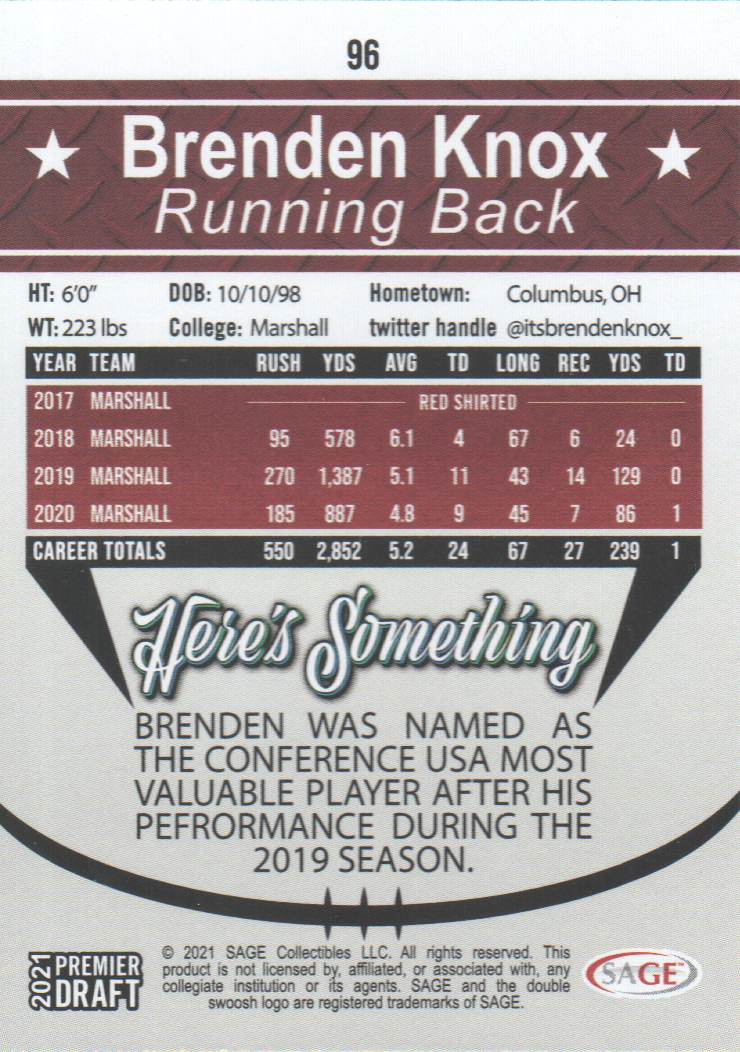 96
Brenden Knox
Running Back
HT: 6'0" DOB: 10/10/98 Hometown: Columbus, OH
WT: 223 lbs College: Marshall twitter handle @itsbrendenknox_
YEAR TEAM RUSH YDS AVG TD LONG REC YDS TD
2017 MARSHALL RED SHIRTED
2018 MARSHALL 95 578 6.1 4 67 6 24 0
2019 MARSHALL 270 1,387 5.1 11 43 14 129 0
2020 MARSHALL 185 887 4.8 9 45 7 86 1
CAREER TOTALS 550 2,852 5.2 24 67 27 239 1
Here's Something
BRENDEN WAS NAMED AS
THE CONFERENCE USA MOST
VALUABLE PLAYER AFTER HIS
PEFRORMANCE DURING THE
2019 SEASON.
2021 PREMIER DRAFT
© 2021 SAGE Collectibles LLC. All rights reserved. This
product is not licensed by, affiliated, or associated with, any
collegiate institution or its agents. SAGE and the double
swoosh logo are registered trademarks of SAGE.
SAGE™